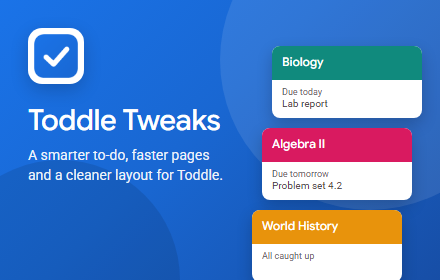 Toddle Tweaks
A smarter to-do, faster pages
and a cleaner layout for Toddle.
Biology
Due today
Lab report
Algebra II
Due tomorrow
Problem set 4.2
World History
All caught up